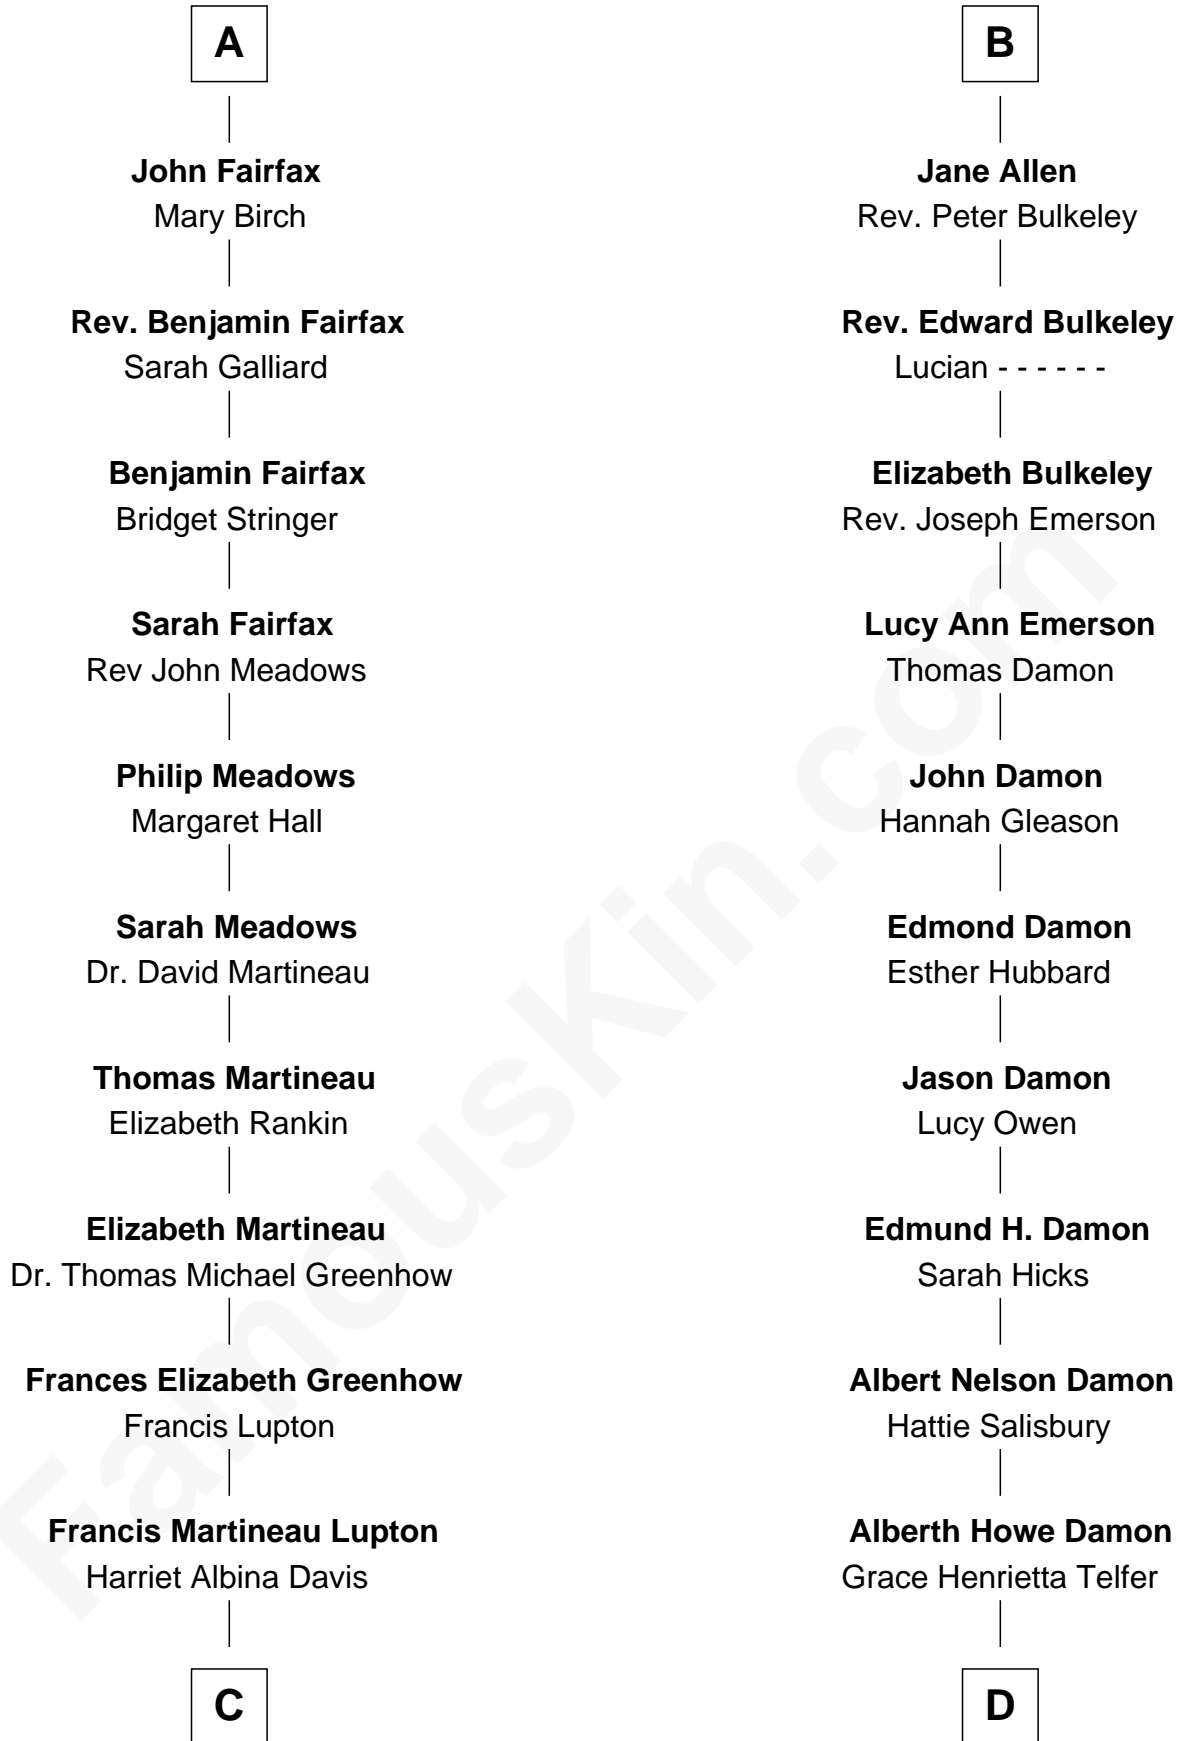 A
John Fairfax
Mary Birch
Rev. Benjamin Fairfax
Sarah Galliard
Benjamin Fairfax
Bridget Stringer
Sarah Fairfax
Rev John Meadows
Philip Meadows
Margaret Hall
Sarah Meadows
Dr. David Martineau
Thomas Martineau
Elizabeth Rankin
Elizabeth Martineau
Dr. Thomas Michael Greenhow
Frances Elizabeth Greenhow
Francis Lupton
Francis Martineau Lupton
Harriet Albina Davis
C
B
Jane Allen
Rev. Peter Bulkeley
Rev. Edward Bulkeley
Lucian - - - - - -
Elizabeth Bulkeley
Rev. Joseph Emerson
Lucy Ann Emerson
Thomas Damon
John Damon
Hannah Gleason
Edmond Damon
Esther Hubbard
Jason Damon
Lucy Owen
Edmund H. Damon
Sarah Hicks
Albert Nelson Damon
Hattie Salisbury
Alberth Howe Damon
Grace Henrietta Telfer
D
FamousKin.com